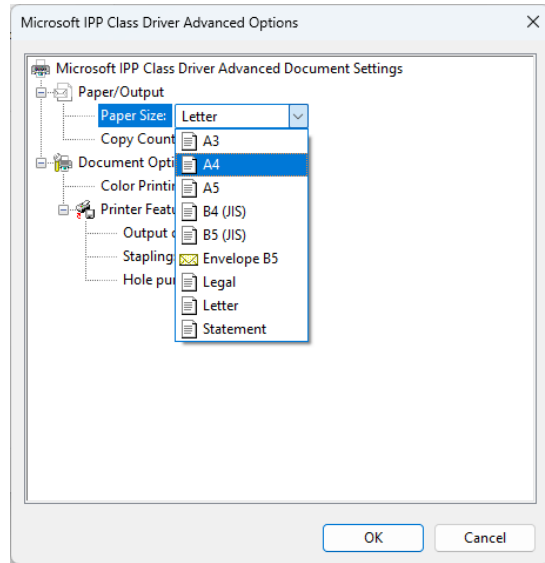 Microsoft IPP Class Driver Advanced Options
Microsoft IPP Class Driver Advanced Document Settings
Paper/Output
Paper Size: Letter
Copy Count
A3
Document Opti
A4
Color Printin
A5
Printer Featu
B4 (JIS)
Output
B5 (JIS)
Stapling
Envelope B5
Hole pu
Legal
Letter
Statement
OK Cancel